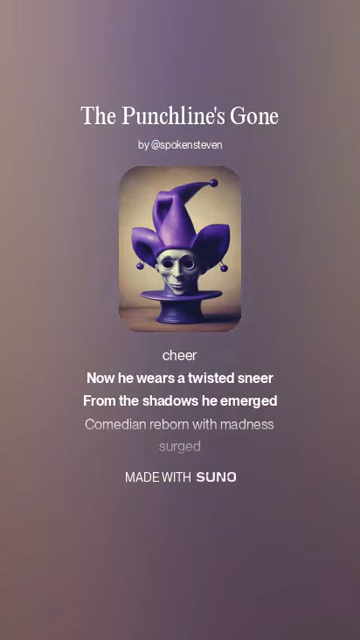 The Punchline's Gone
by @spokensteven
cheer
Now he wears a twisted sneer
From the shadows he emerged
Comedian reborn with madness
surged
MADE WITH SUNO